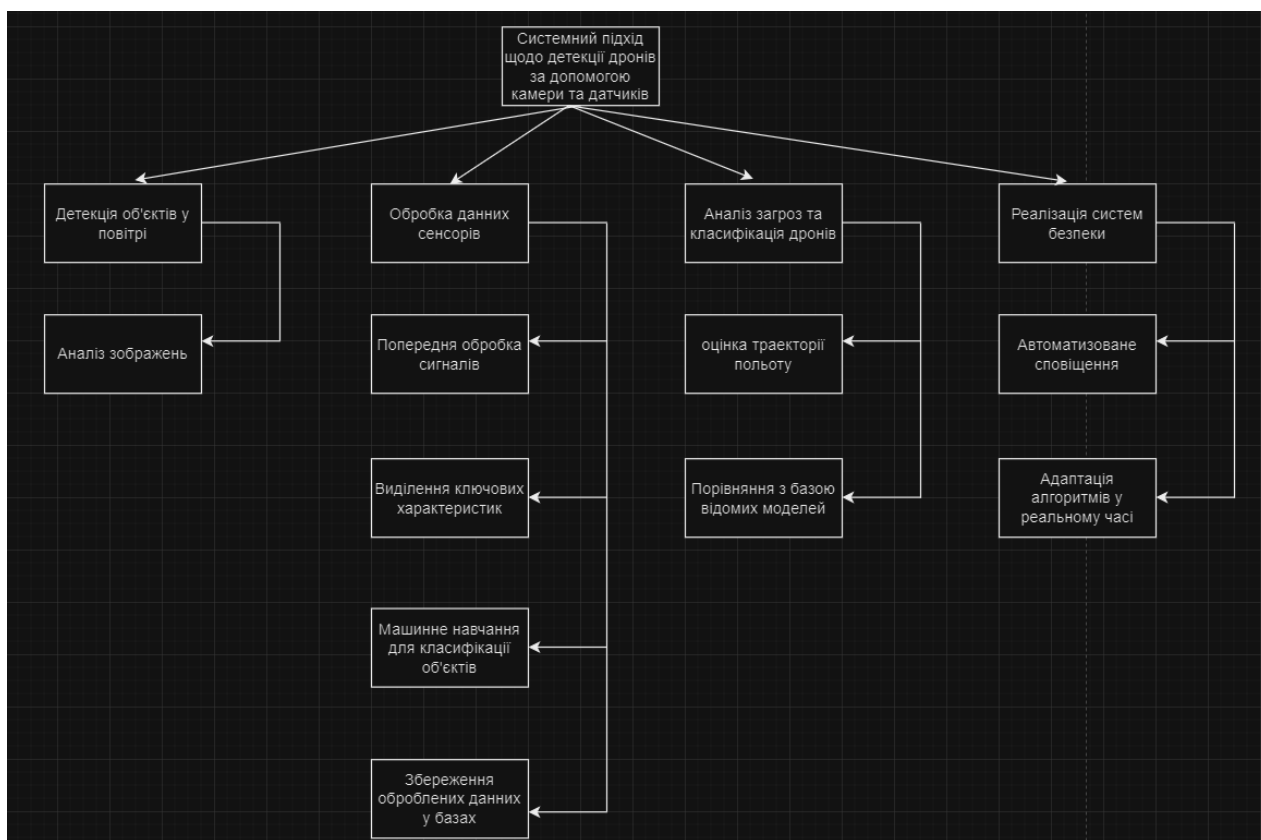 Системний підхід
щодо детекції дронів
за допомогою
камери та датчиків
Детекція об'єктів у
повітрі
Обробка данних
сенсорів
Аналіз загроз та
класифікація дронів
Реалізація систем
безпеки
Аналіз зображень
Попередня обробка
сигналів
оцінка траекторії
польоту
Автоматизоване
сповіщення
Виділення ключових
характеристик
Порівняння з базою
відомих моделей
Адаптація
алгоритмів у
реальному часі
Машинне навчання
для класифікації
об'єктів
Збереження
оброблених данних
у базах